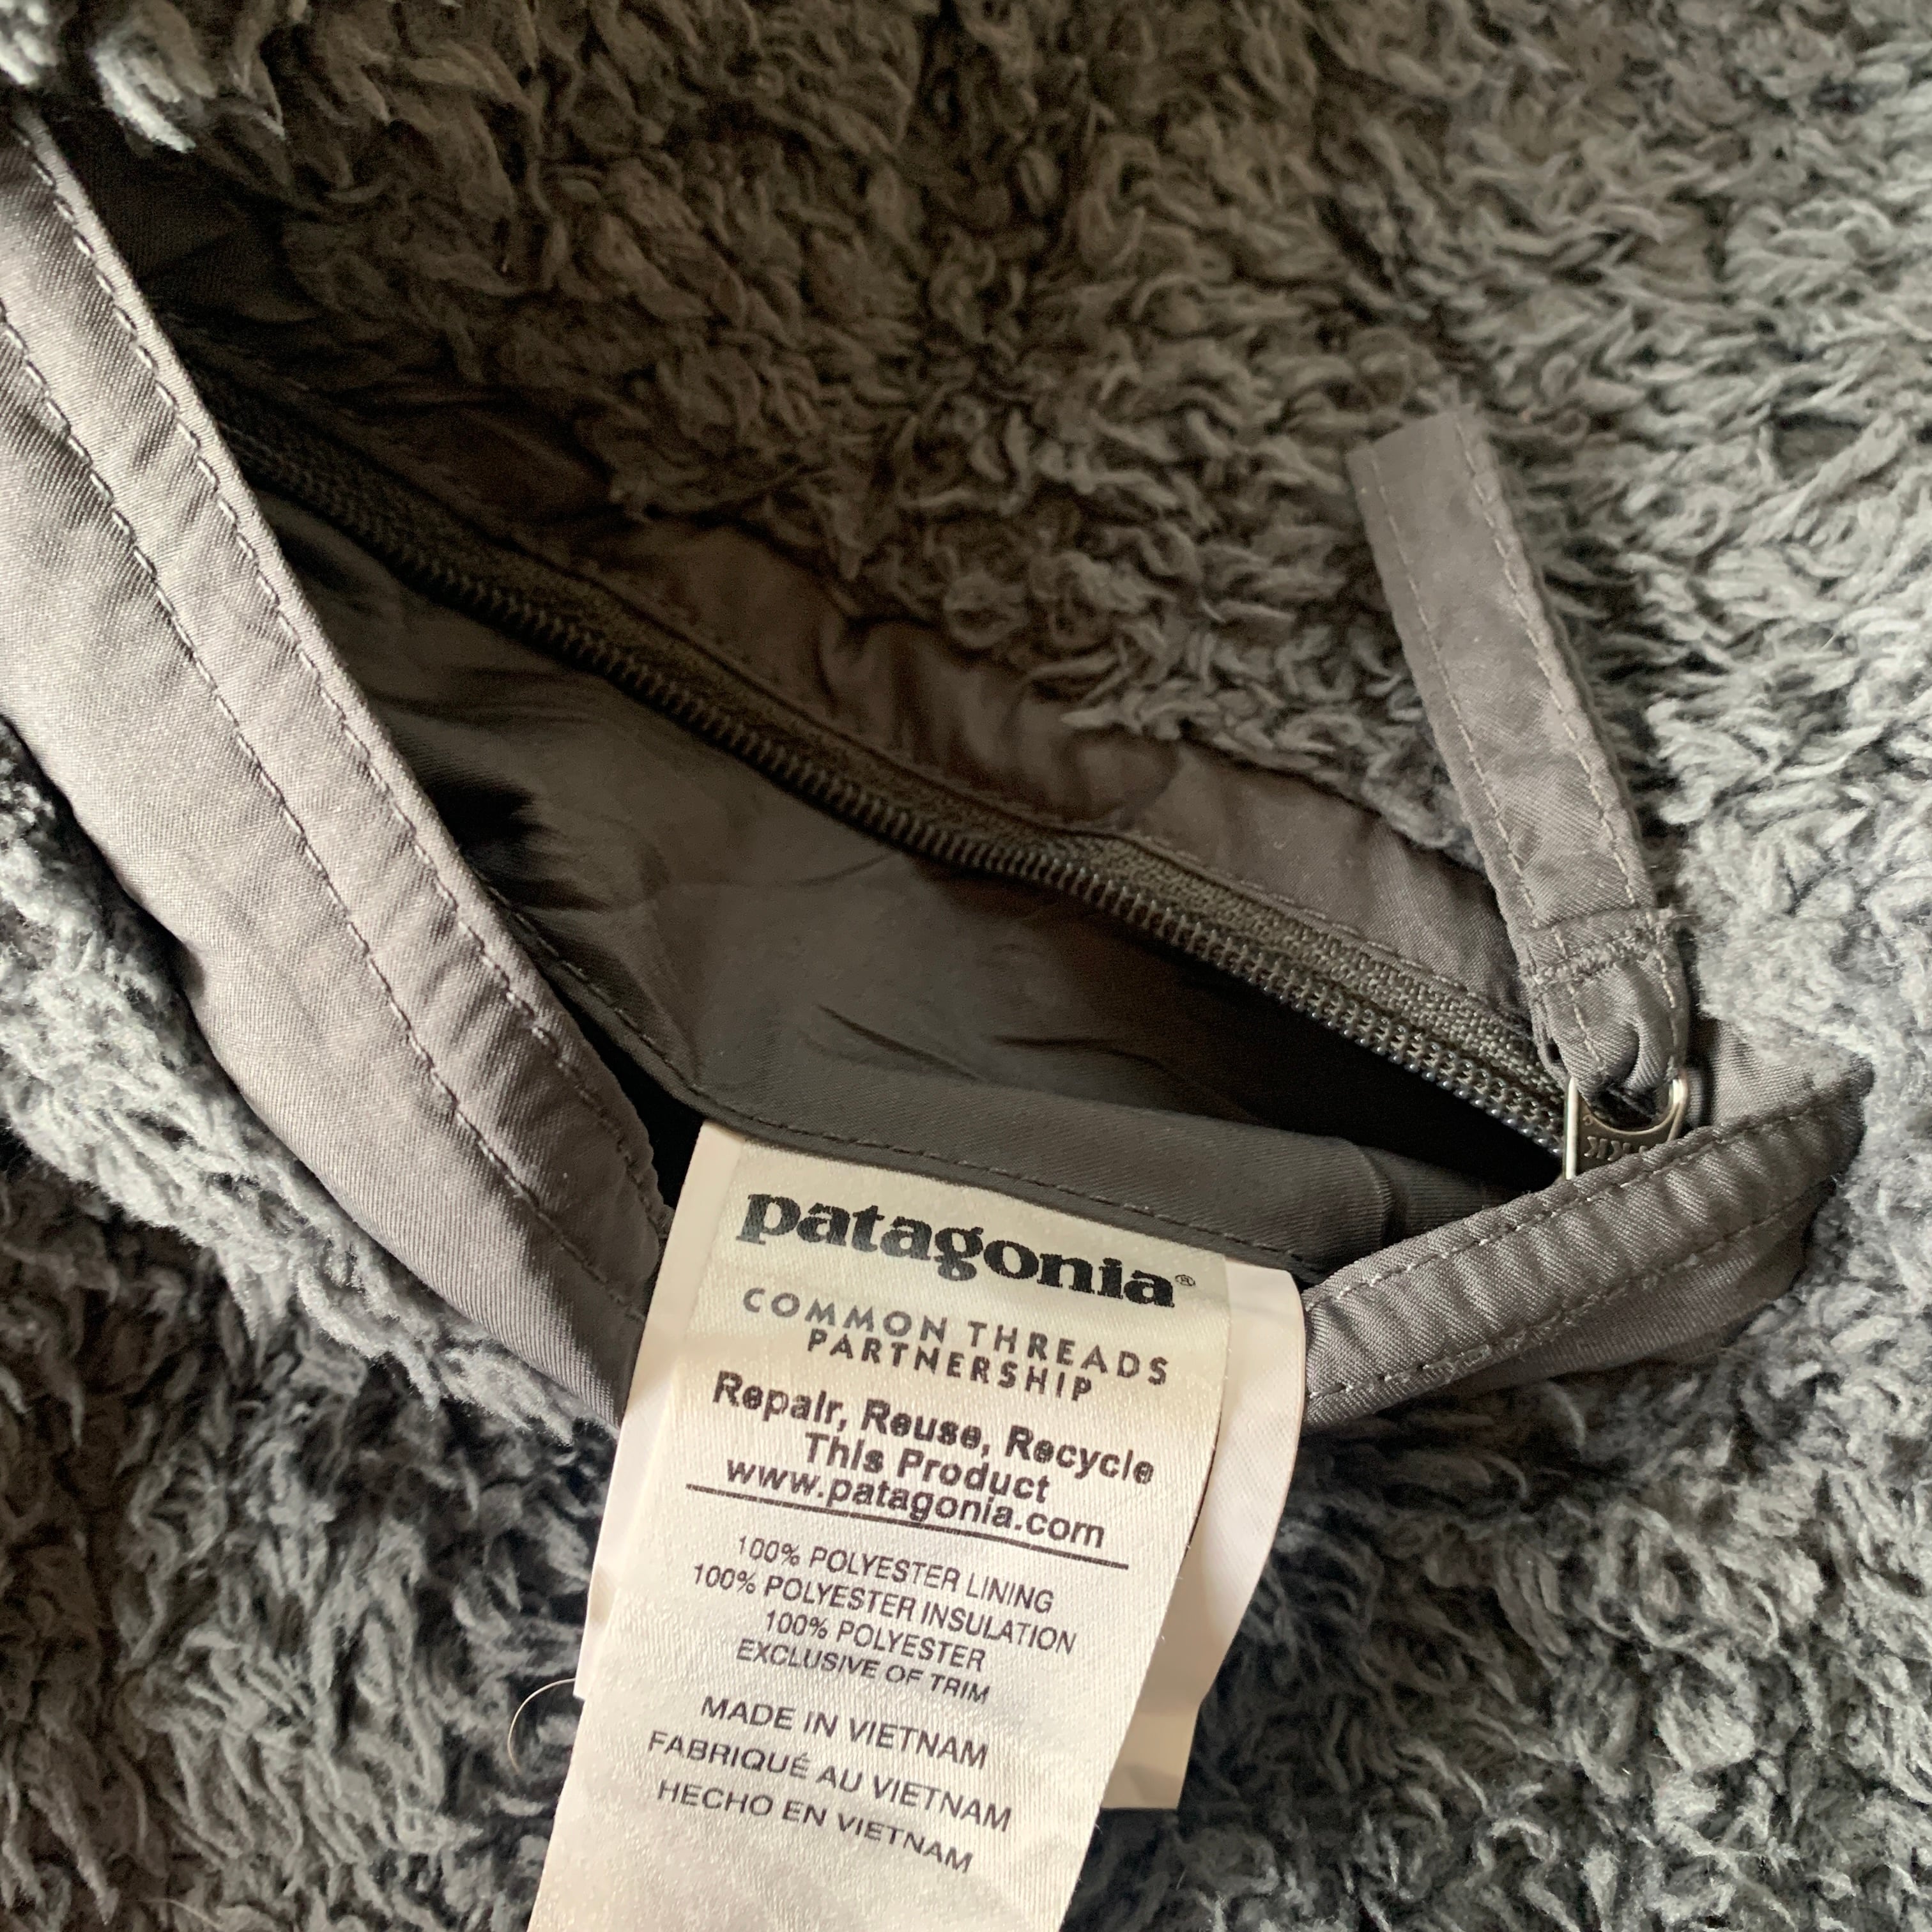 patagonia®
COMMON THREADS
PARTNERSHIP
Repair, Reuse, Recycle
This Product
www.patagonia.com
100% POLYESTER LINING
100% POLYESTER INSULATION
100% POLYESTER
EXCLUSIVE OF TRIM
MADE IN VIETNAM
FABRIQUÉ AU VIETNAM
HECHO EN VIETNAM